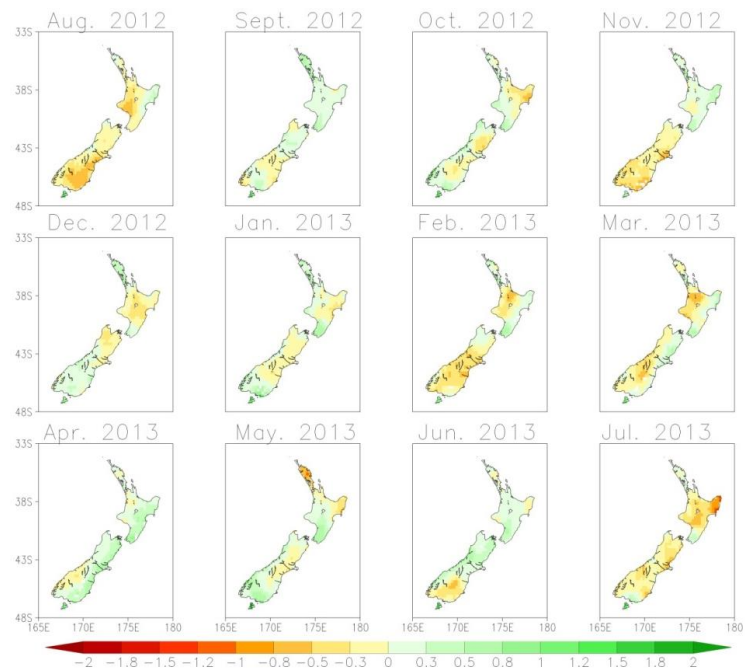 Aug. 2012 Sept. 2012 Oct. 2012 Nov. 2012
33S
38S
43S
48S
Dec. 2012 Jan. 2013 Feb. 2013 Mar. 2013
33S
38S
43S
48S
Apr. 2013 May. 2013 Jun. 2013 Jul. 2013
33S
38S
43S
48S
165E 170E 175E 180 165E 170E 175E 180 165E 170E 175E 180 165E 170E 175E 180
−2 −1.8 −1.5 −1.2 −1 −0.8 −0.5 −0.3 0 0.3 0.5 0.8 1 1.2 1.5 1.8 2